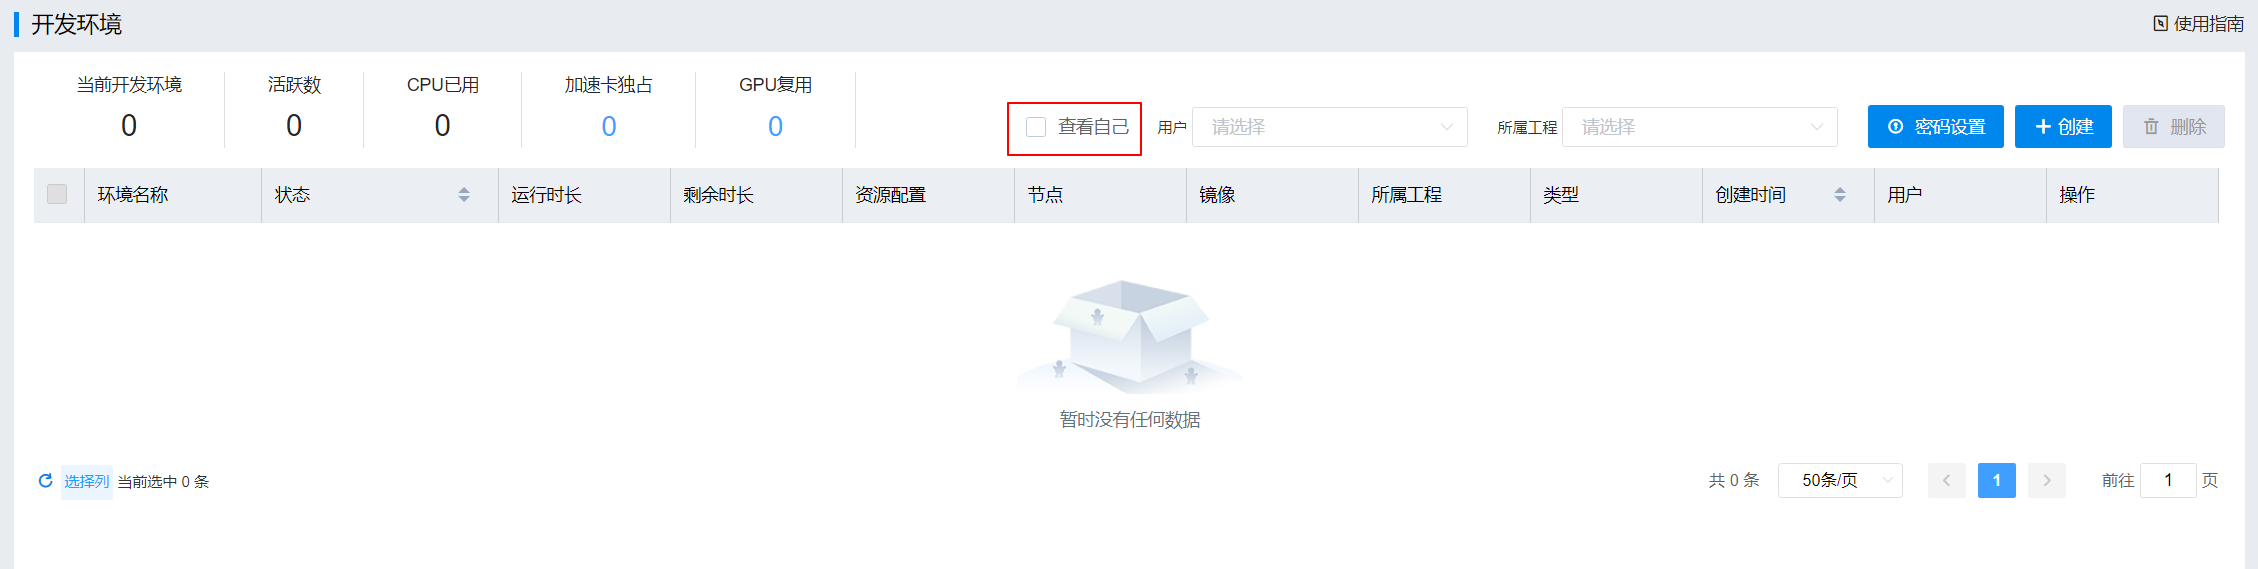 开发环境
使用指南
当前开发环境 活跃数 CPU已用 加速卡独占 GPU复用
0 0 0 0 0
查看自己 用户 请选择 所属工程 请选择 密码设置 创建 删除
环境名称 状态 运行时长 剩余时长 资源配置 节点 镜像 所属工程 类型 创建时间 用户 操作
暂时没有任何数据
选择列 当前选中 0 条 共 0 条 50条/页 1 前往 1 页